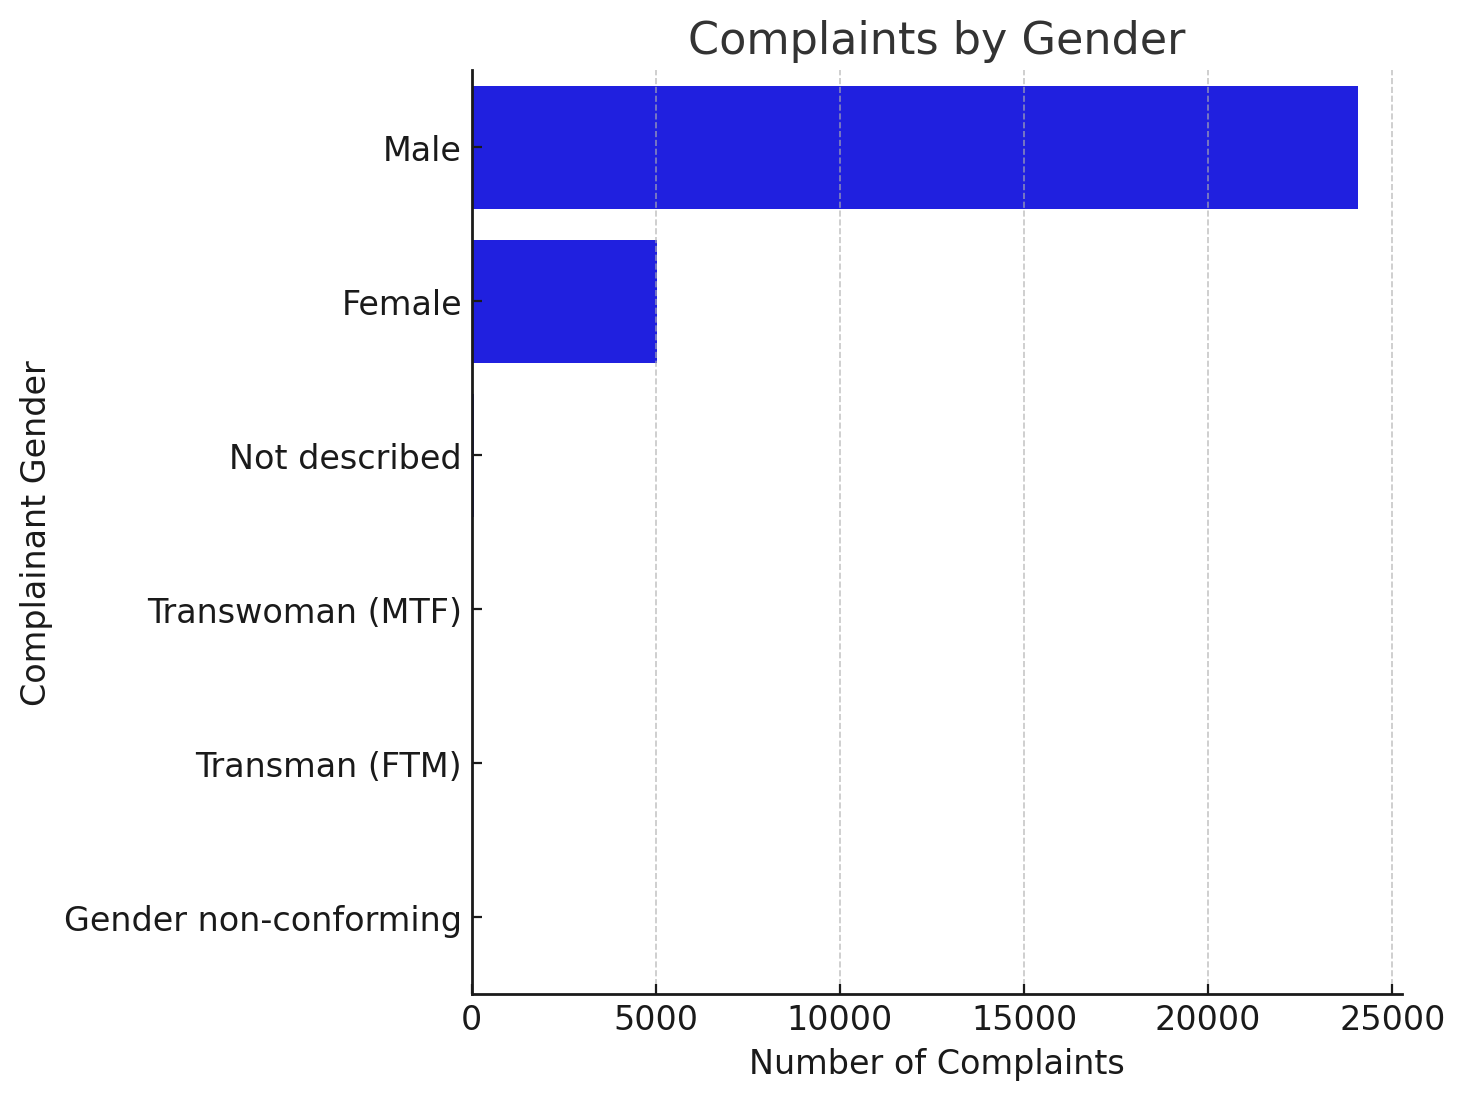 Complaints by Gender
Male
Female
Not described
Transwoman (MTF)
Transman (FTM)
Gender non-conforming
Complainant Gender
0 5000 10000 15000 20000 25000
Number of Complaints